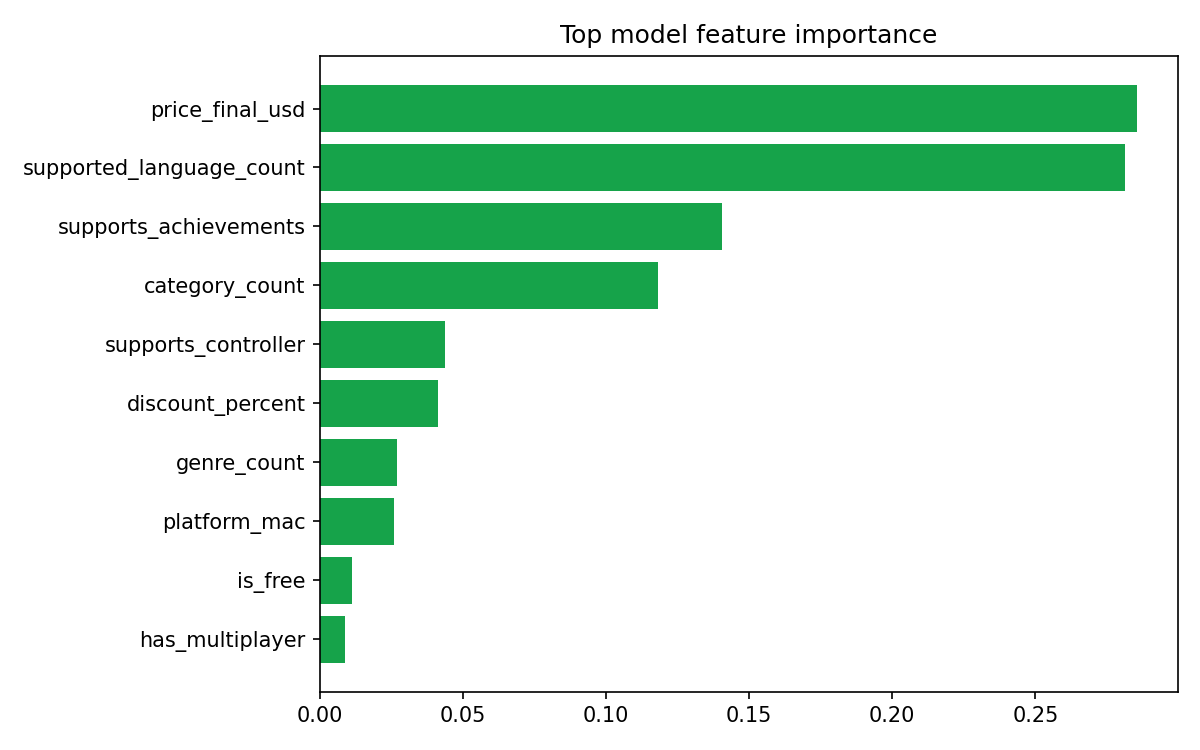 Top model feature importance
price_final_usd
supported_language_count
supports_achievements
category_count
supports_controller
discount_percent
genre_count
platform_mac
is_free
has_multiplayer
0.00 0.05 0.10 0.15 0.20 0.25